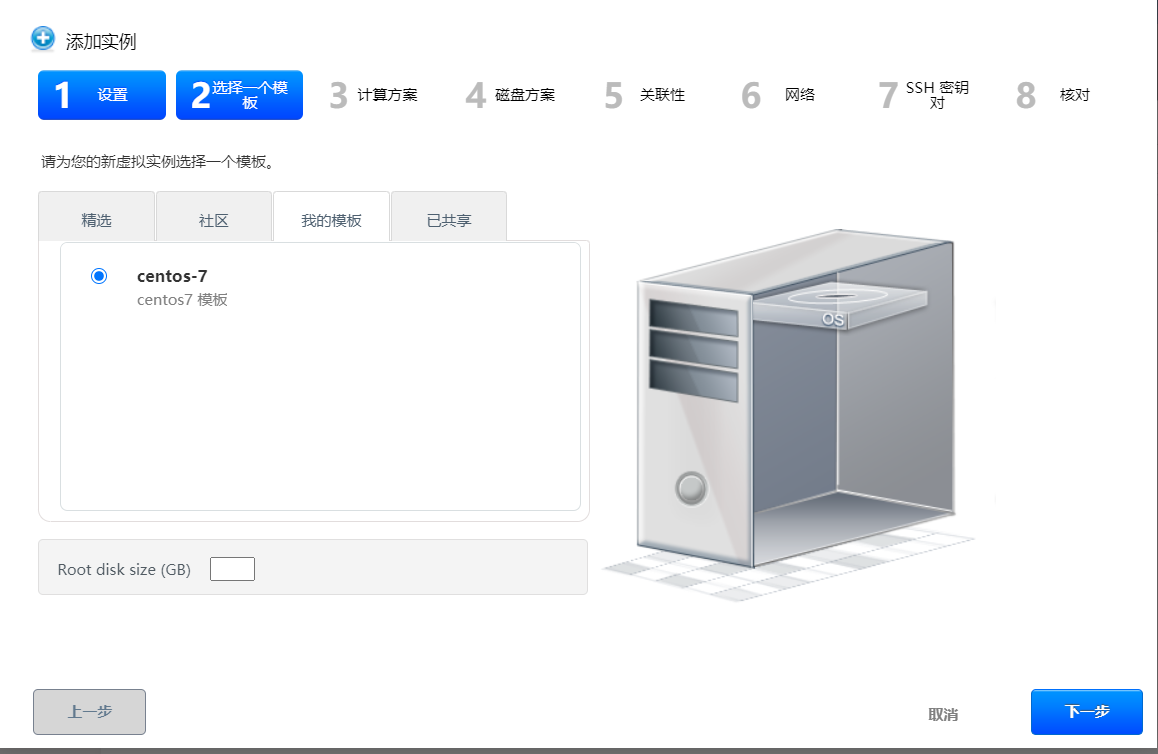 添加实例
1 设置
2 选择一个模
板
3 计算方案
4 磁盘方案
5 关联性
6 网络
7 SSH 密钥
对
8 核对
请为您的新虚拟实例选择一个模板。
精选
社区
我的模板
已共享
centos-7
centos7 模板
OS
Root disk size (GB)
上一步
取消
下一步